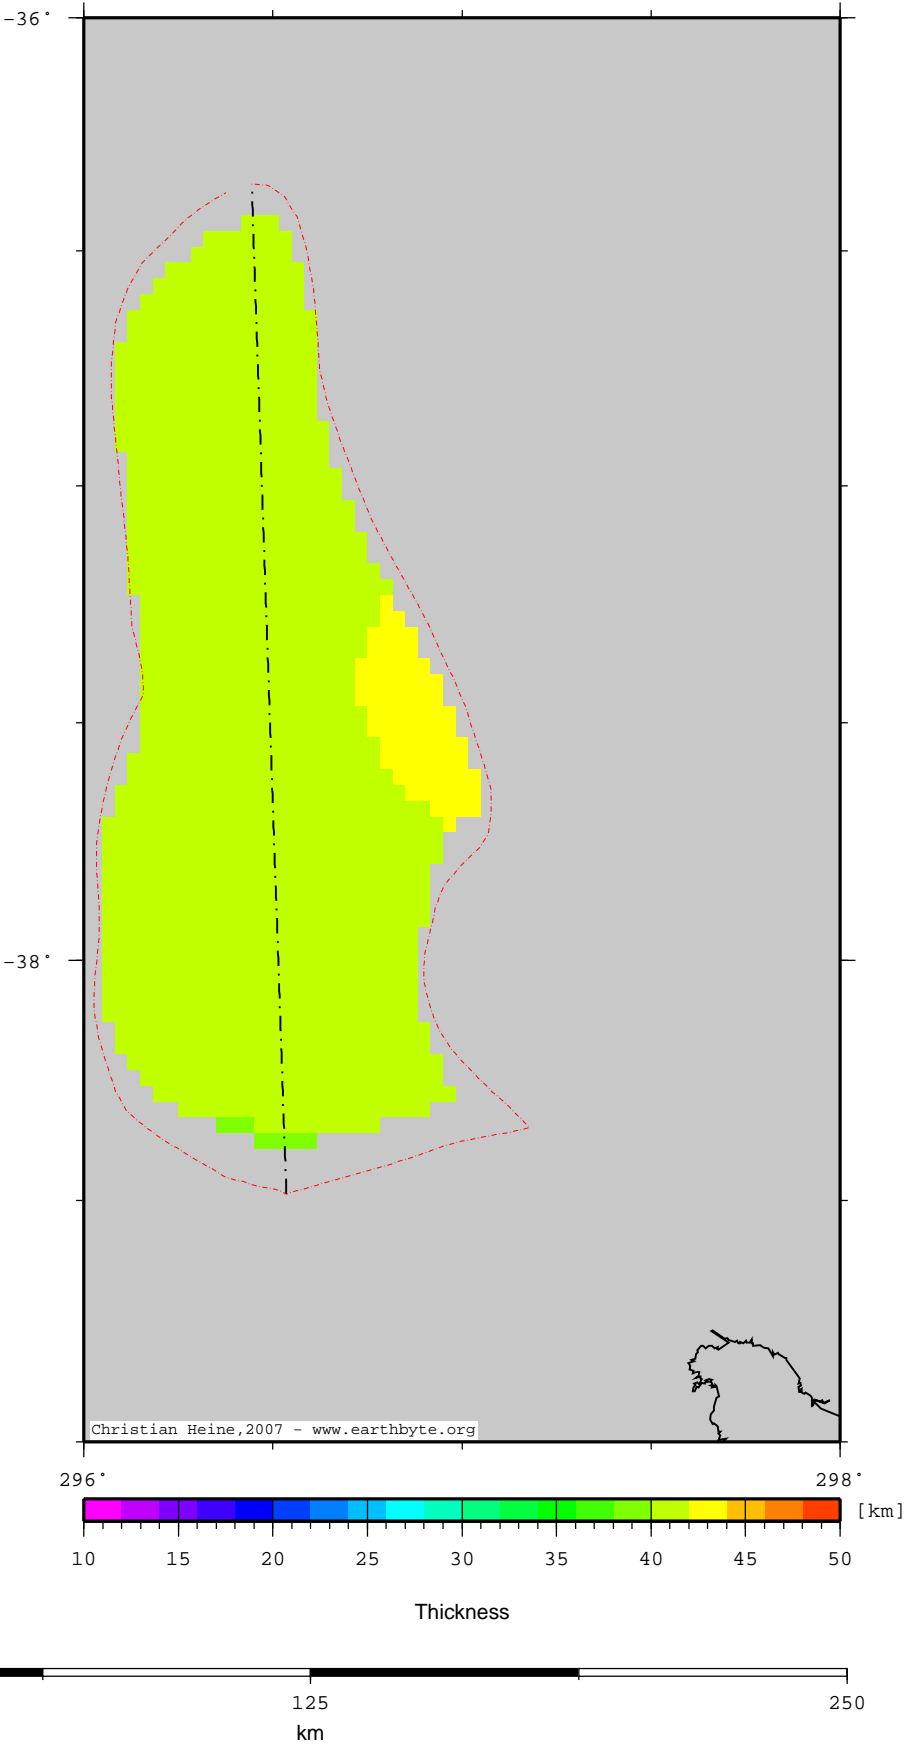 -36°
-38°
Christian Heine,2007 - www.earthbyte.org
296° 298°
[km]
10 15 20 25 30 35 40 45 50
Thickness
125 250
km